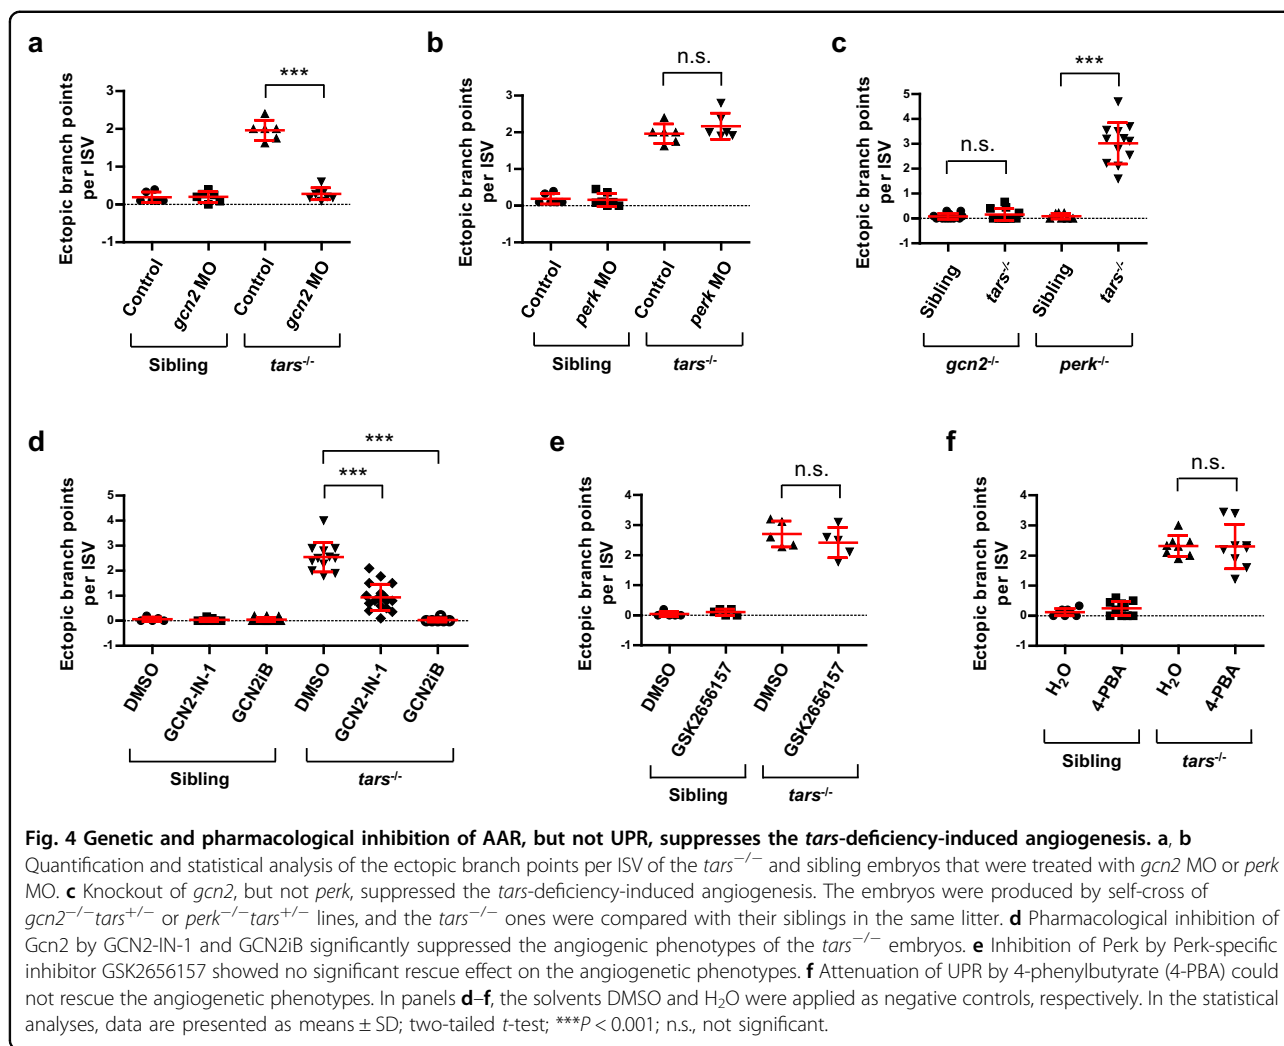 a
Ectopic branch points
per ISV
3
2
1
0
-1
***
Control
gcn2 MO
Control
gcn2 MO
Sibling
tars-/-
b
Ectopic branch points
per ISV
3
2
1
0
-1
n.s.
Control
perk MO
Control
perk MO
Sibling
tars-/-
c
Ectopic branch points
per ISV
5
4
3
2
1
0
-1
n.s.
***
Sibling
tars-/-
Sibling
tars-/-
gcn2-/-
perk-/-
d
Ectopic branch points
per ISV
5
4
3
2
1
0
-1
***
***
DMSO
GCN2-IN-1
GCN2iB
DMSO
GCN2-IN-1
GCN2iB
Sibling
tars-/-
e
Ectopic branch points
per ISV
4
3
2
1
0
-1
n.s.
DMSO
GSK2656157
DMSO
GSK2656157
Sibling
tars-/-
f
Ectopic branch points
per ISV
4
3
2
1
0
-1
n.s.
H2O
4-PBA
H2O
4-PBA
Sibling
tars-/-
Fig. 4 Genetic and pharmacological inhibition of AAR, but not UPR, suppresses the tars-deficiency-induced angiogenesis. a, b
Quantification and statistical analysis of the ectopic branch points per ISV of the tars−/− and sibling embryos that were treated with gcn2 MO or perk
MO. c Knockout of gcn2, but not perk, suppressed the tars-deficiency-induced angiogenesis. The embryos were produced by self-cross of
gcn2−/−tars+/− or perk−/−tars+/− lines, and the tars−/− ones were compared with their siblings in the same litter. d Pharmacological inhibition of
Gcn2 by GCN2-IN-1 and GCN2iB significantly suppressed the angiogenic phenotypes of the tars−/− embryos. e Inhibition of Perk by Perk-specific
inhibitor GSK2656157 showed no significant rescue effect on the angiogenetic phenotypes. f Attenuation of UPR by 4-phenylbutyrate (4-PBA) could
not rescue the angiogenetic phenotypes. In panels d–f, the solvents DMSO and H2O were applied as negative controls, respectively. In the statistical
analyses, data are presented as means ± SD; two-tailed t-test; ***P < 0.001; n.s., not significant.